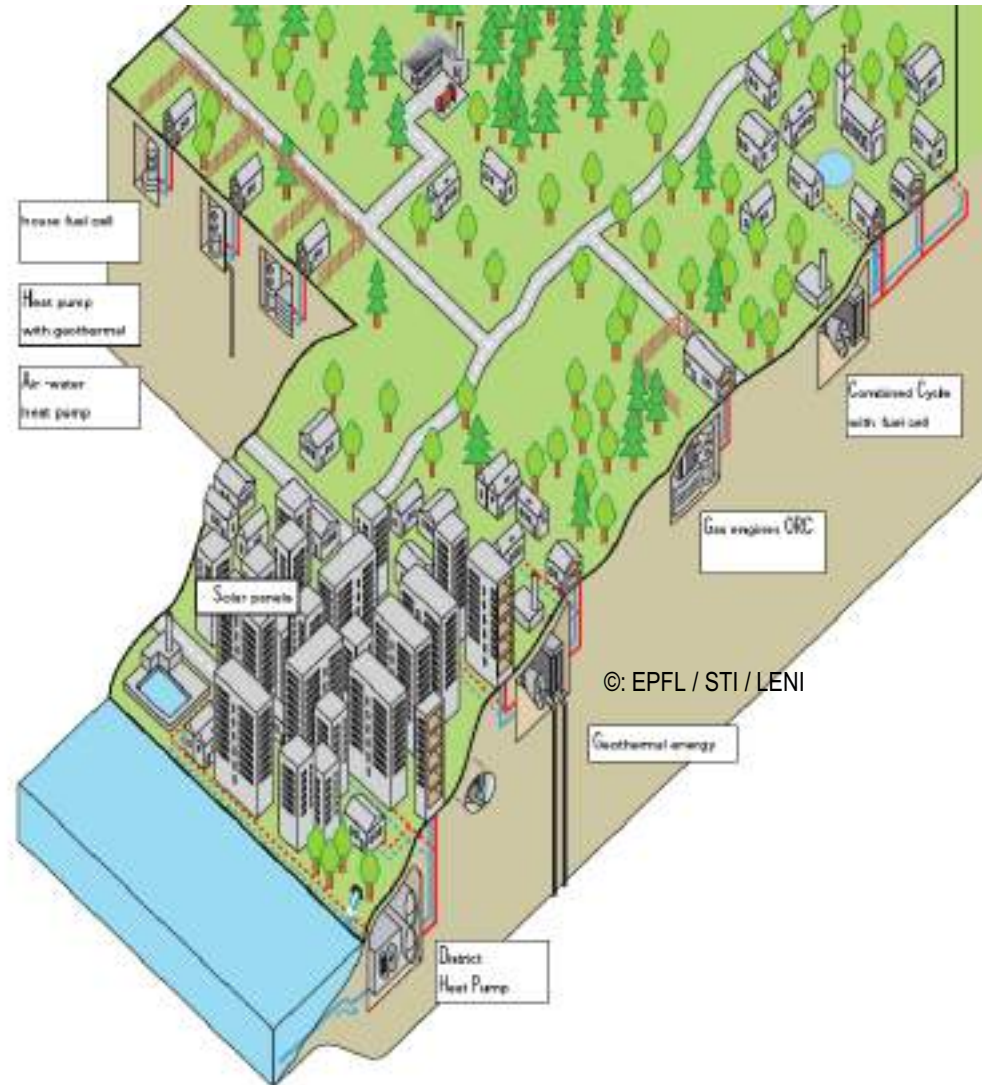 house fuel cell
Heat pump
with geothermal
Air-water
heat pump
Combined Cycle
with fuel cell
Gas engines ORC
Solar panels
©: EPFL / STI / LENI
Geothermal energy
District
Heat Pump